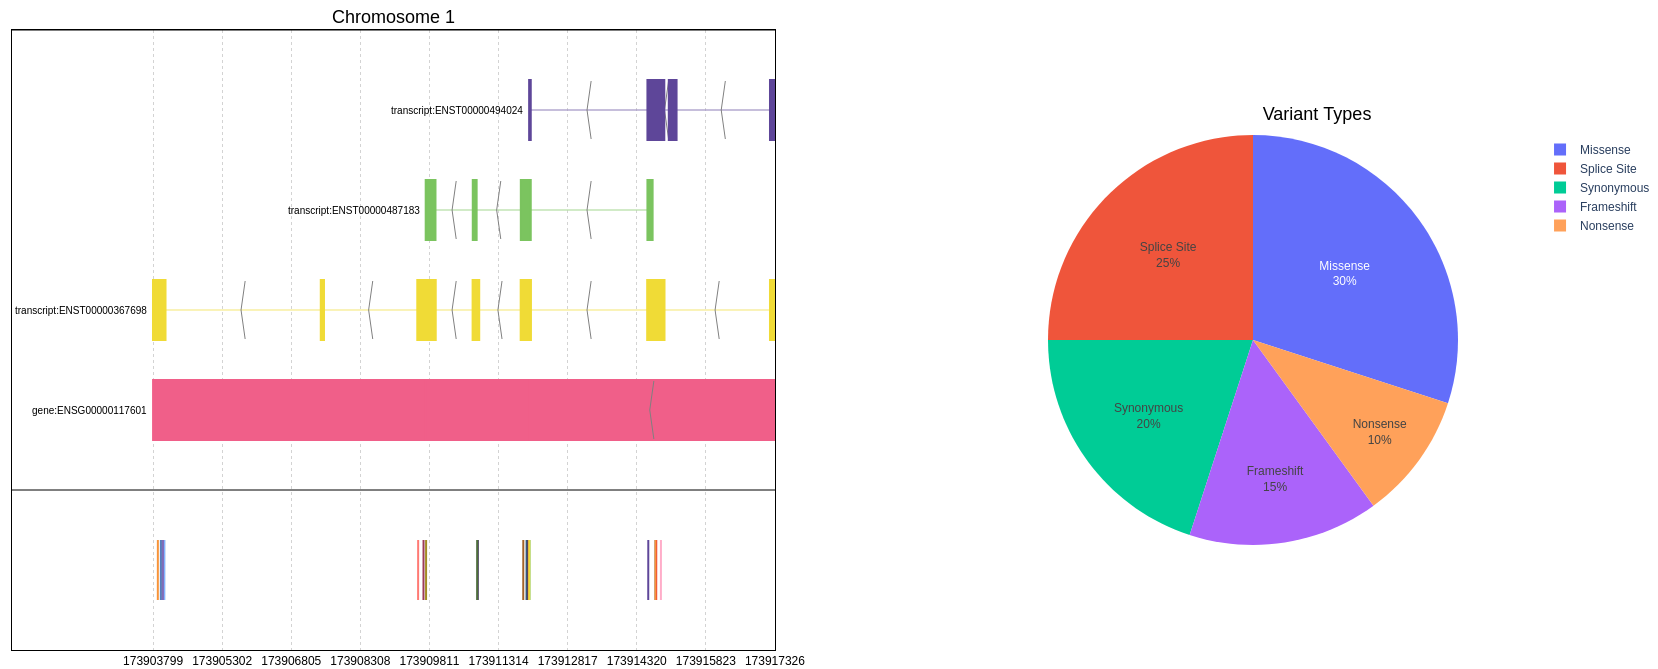 Chromosome 1
transcript:ENST00000494024
transcript:ENST00000487183
transcript:ENST00000367698
gene:ENSG00000117601
173903799 173905302 173906805 173908308 173909811 173911314 173912817 173914320 173915823 173917326
Variant Types
Missense
30%
Splice Site
25%
Synonymous
20%
Frameshift
15%
Nonsense
10%
Missense
Splice Site
Synonymous
Frameshift
Nonsense